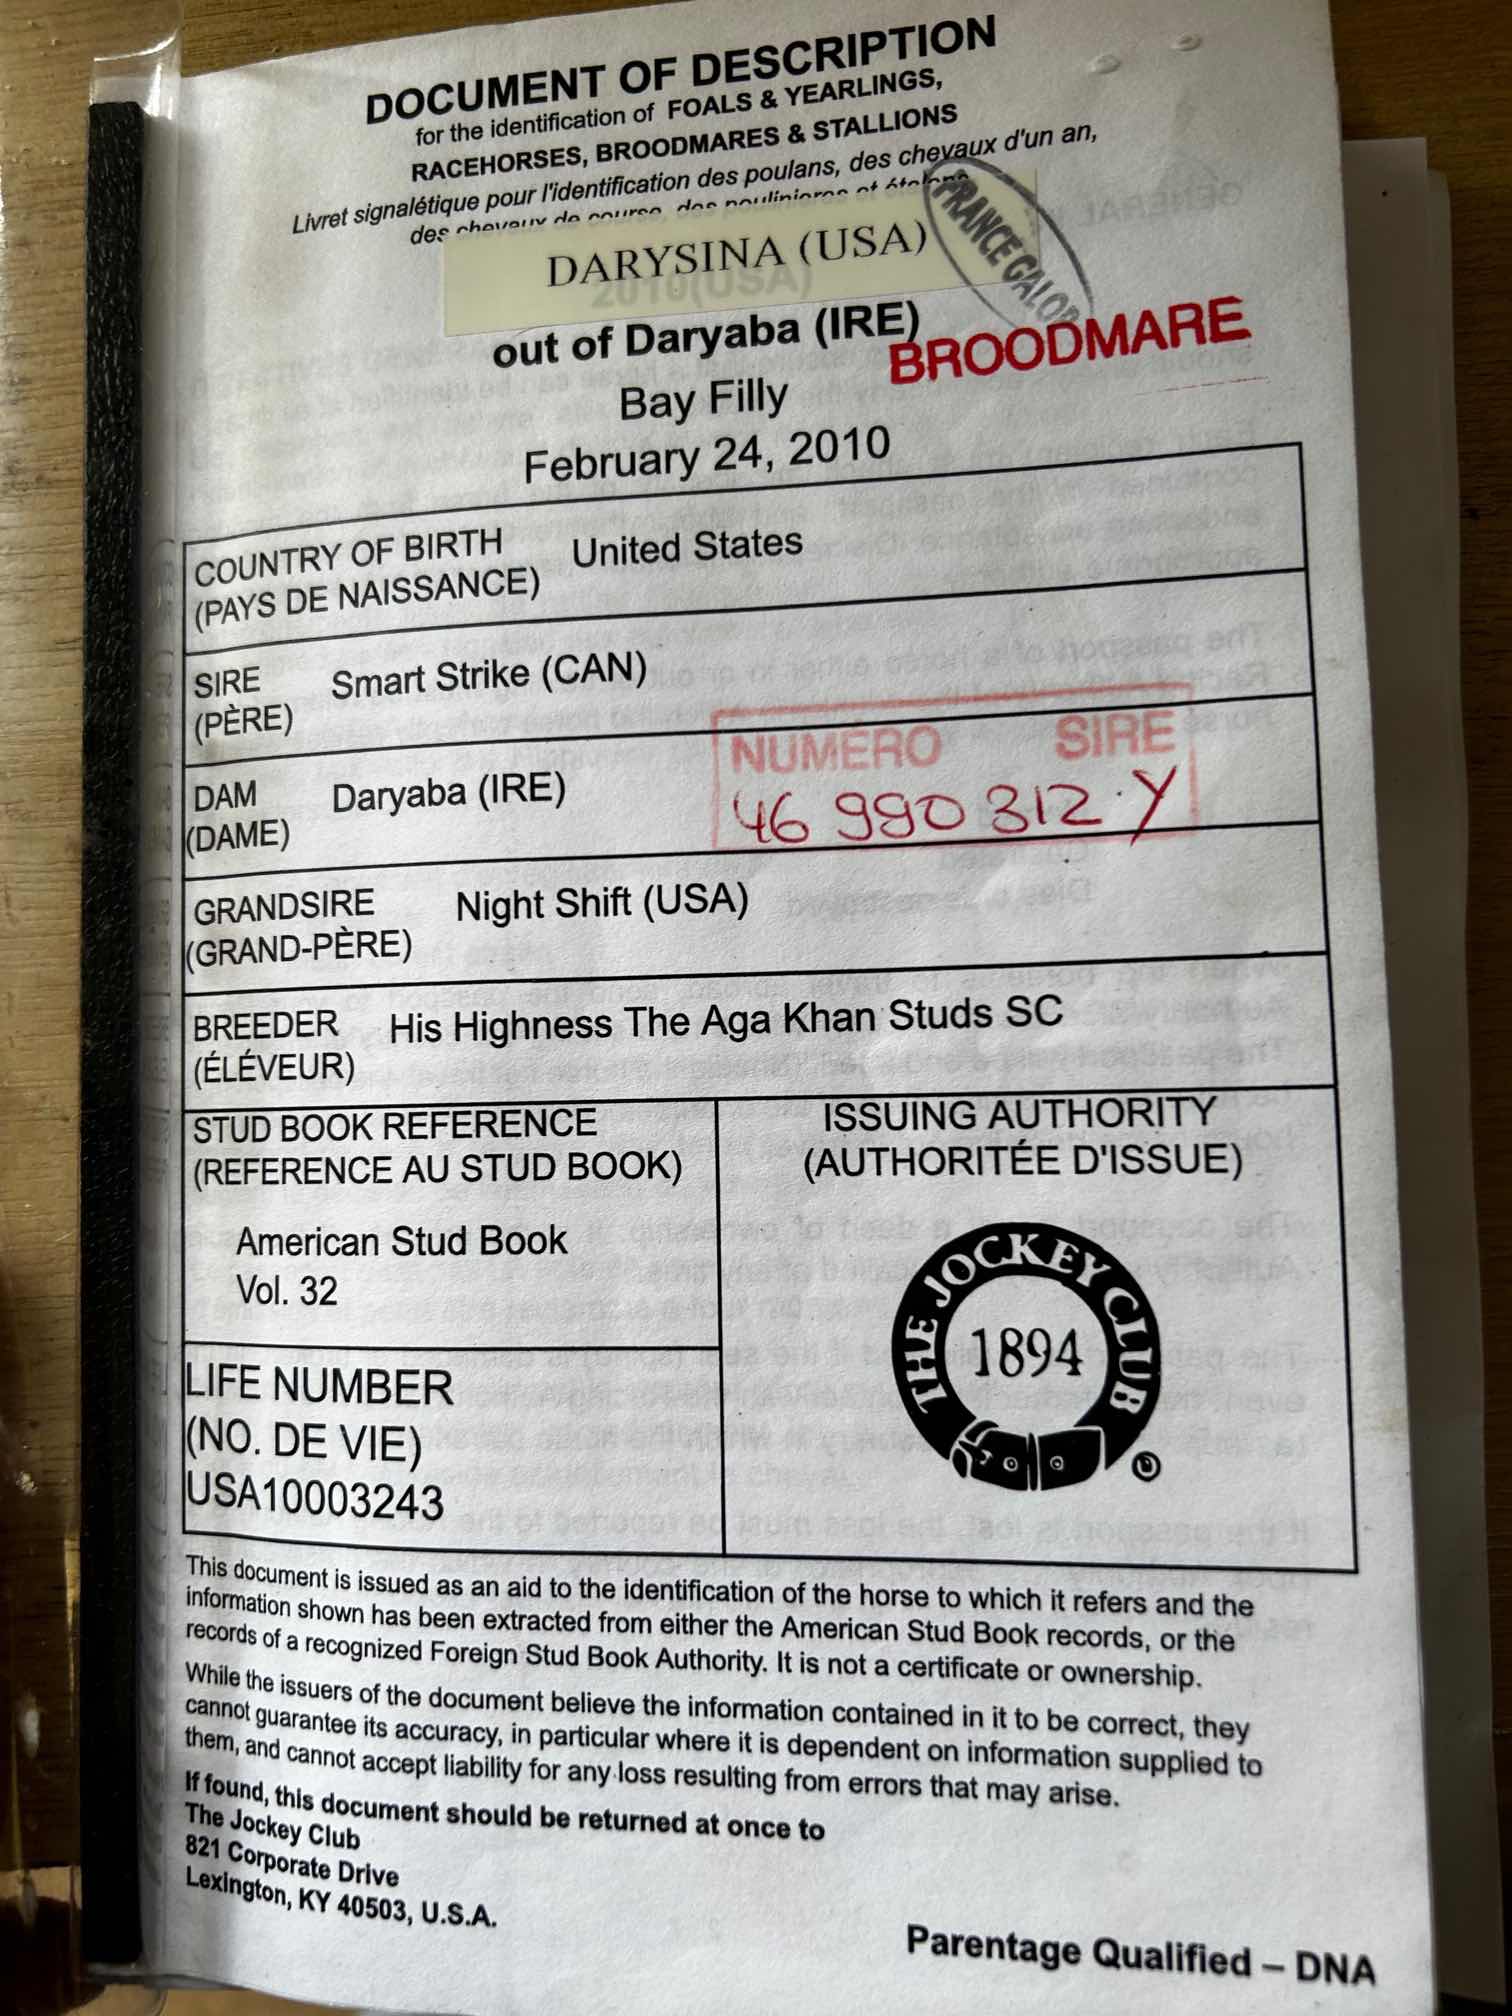 DOCUMENT OF DESCRIPTION
for the identification of FOALS & YEARLINGS,
RACEHORSES, BROODMARES & STALLIONS
Livret signalétique pour l'identification des poulans, des chevaux d'un an,
des chevaux de course, des poulinieres et étalons
FRANCE GALOP
DARYSINA (USA)
2010(USA)
out of Daryaba (IRE)
BROODMARE
Bay Filly
February 24, 2010
COUNTRY OF BIRTH United States
(PAYS DE NAISSANCE)
SIRE Smart Strike (CAN)
(PÈRE)
NUMERO SIRE
46 990 312 Y
DAM Daryaba (IRE)
(DAME)
GRANDSIRE Night Shift (USA)
(GRAND-PÈRE)
BREEDER His Highness The Aga Khan Studs SC
(ÉLÉVEUR)
STUD BOOK REFERENCE
(REFERENCE AU STUD BOOK)
American Stud Book
Vol. 32
ISSUING AUTHORITY
(AUTHORITÉE D'ISSUE)
THE JOCKEY CLUB
1894
®
LIFE NUMBER
(NO. DE VIE)
USA10003243
This document is issued as an aid to the identification of the horse to which it refers and the
information shown has been extracted from either the American Stud Book records, or the
records of a recognized Foreign Stud Book Authority. It is not a certificate or ownership.
While the issuers of the document believe the information contained in it to be correct, they
cannot guarantee its accuracy, in particular where it is dependent on information supplied to
them, and cannot accept liability for any loss resulting from errors that may arise.
If found, this document should be returned at once to
The Jockey Club
821 Corporate Drive
Lexington, KY 40503, U.S.A.
Parentage Qualified – DNA